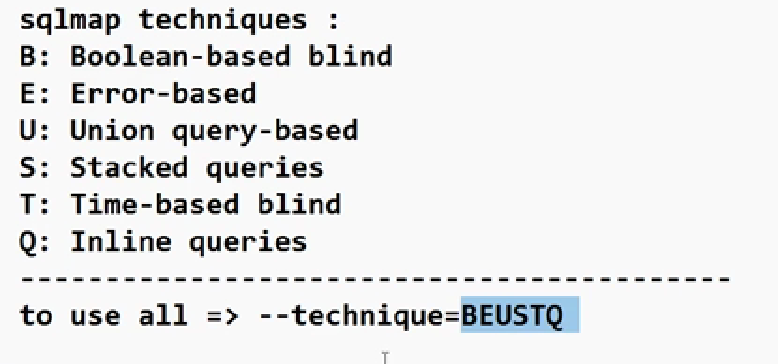 sqlmap techniques :
B: Boolean-based blind
E: Error-based
U: Union query-based
S: Stacked queries
T: Time-based blind
Q: Inline queries
-------------------------------------------
to use all => --technique=BEUSTQ